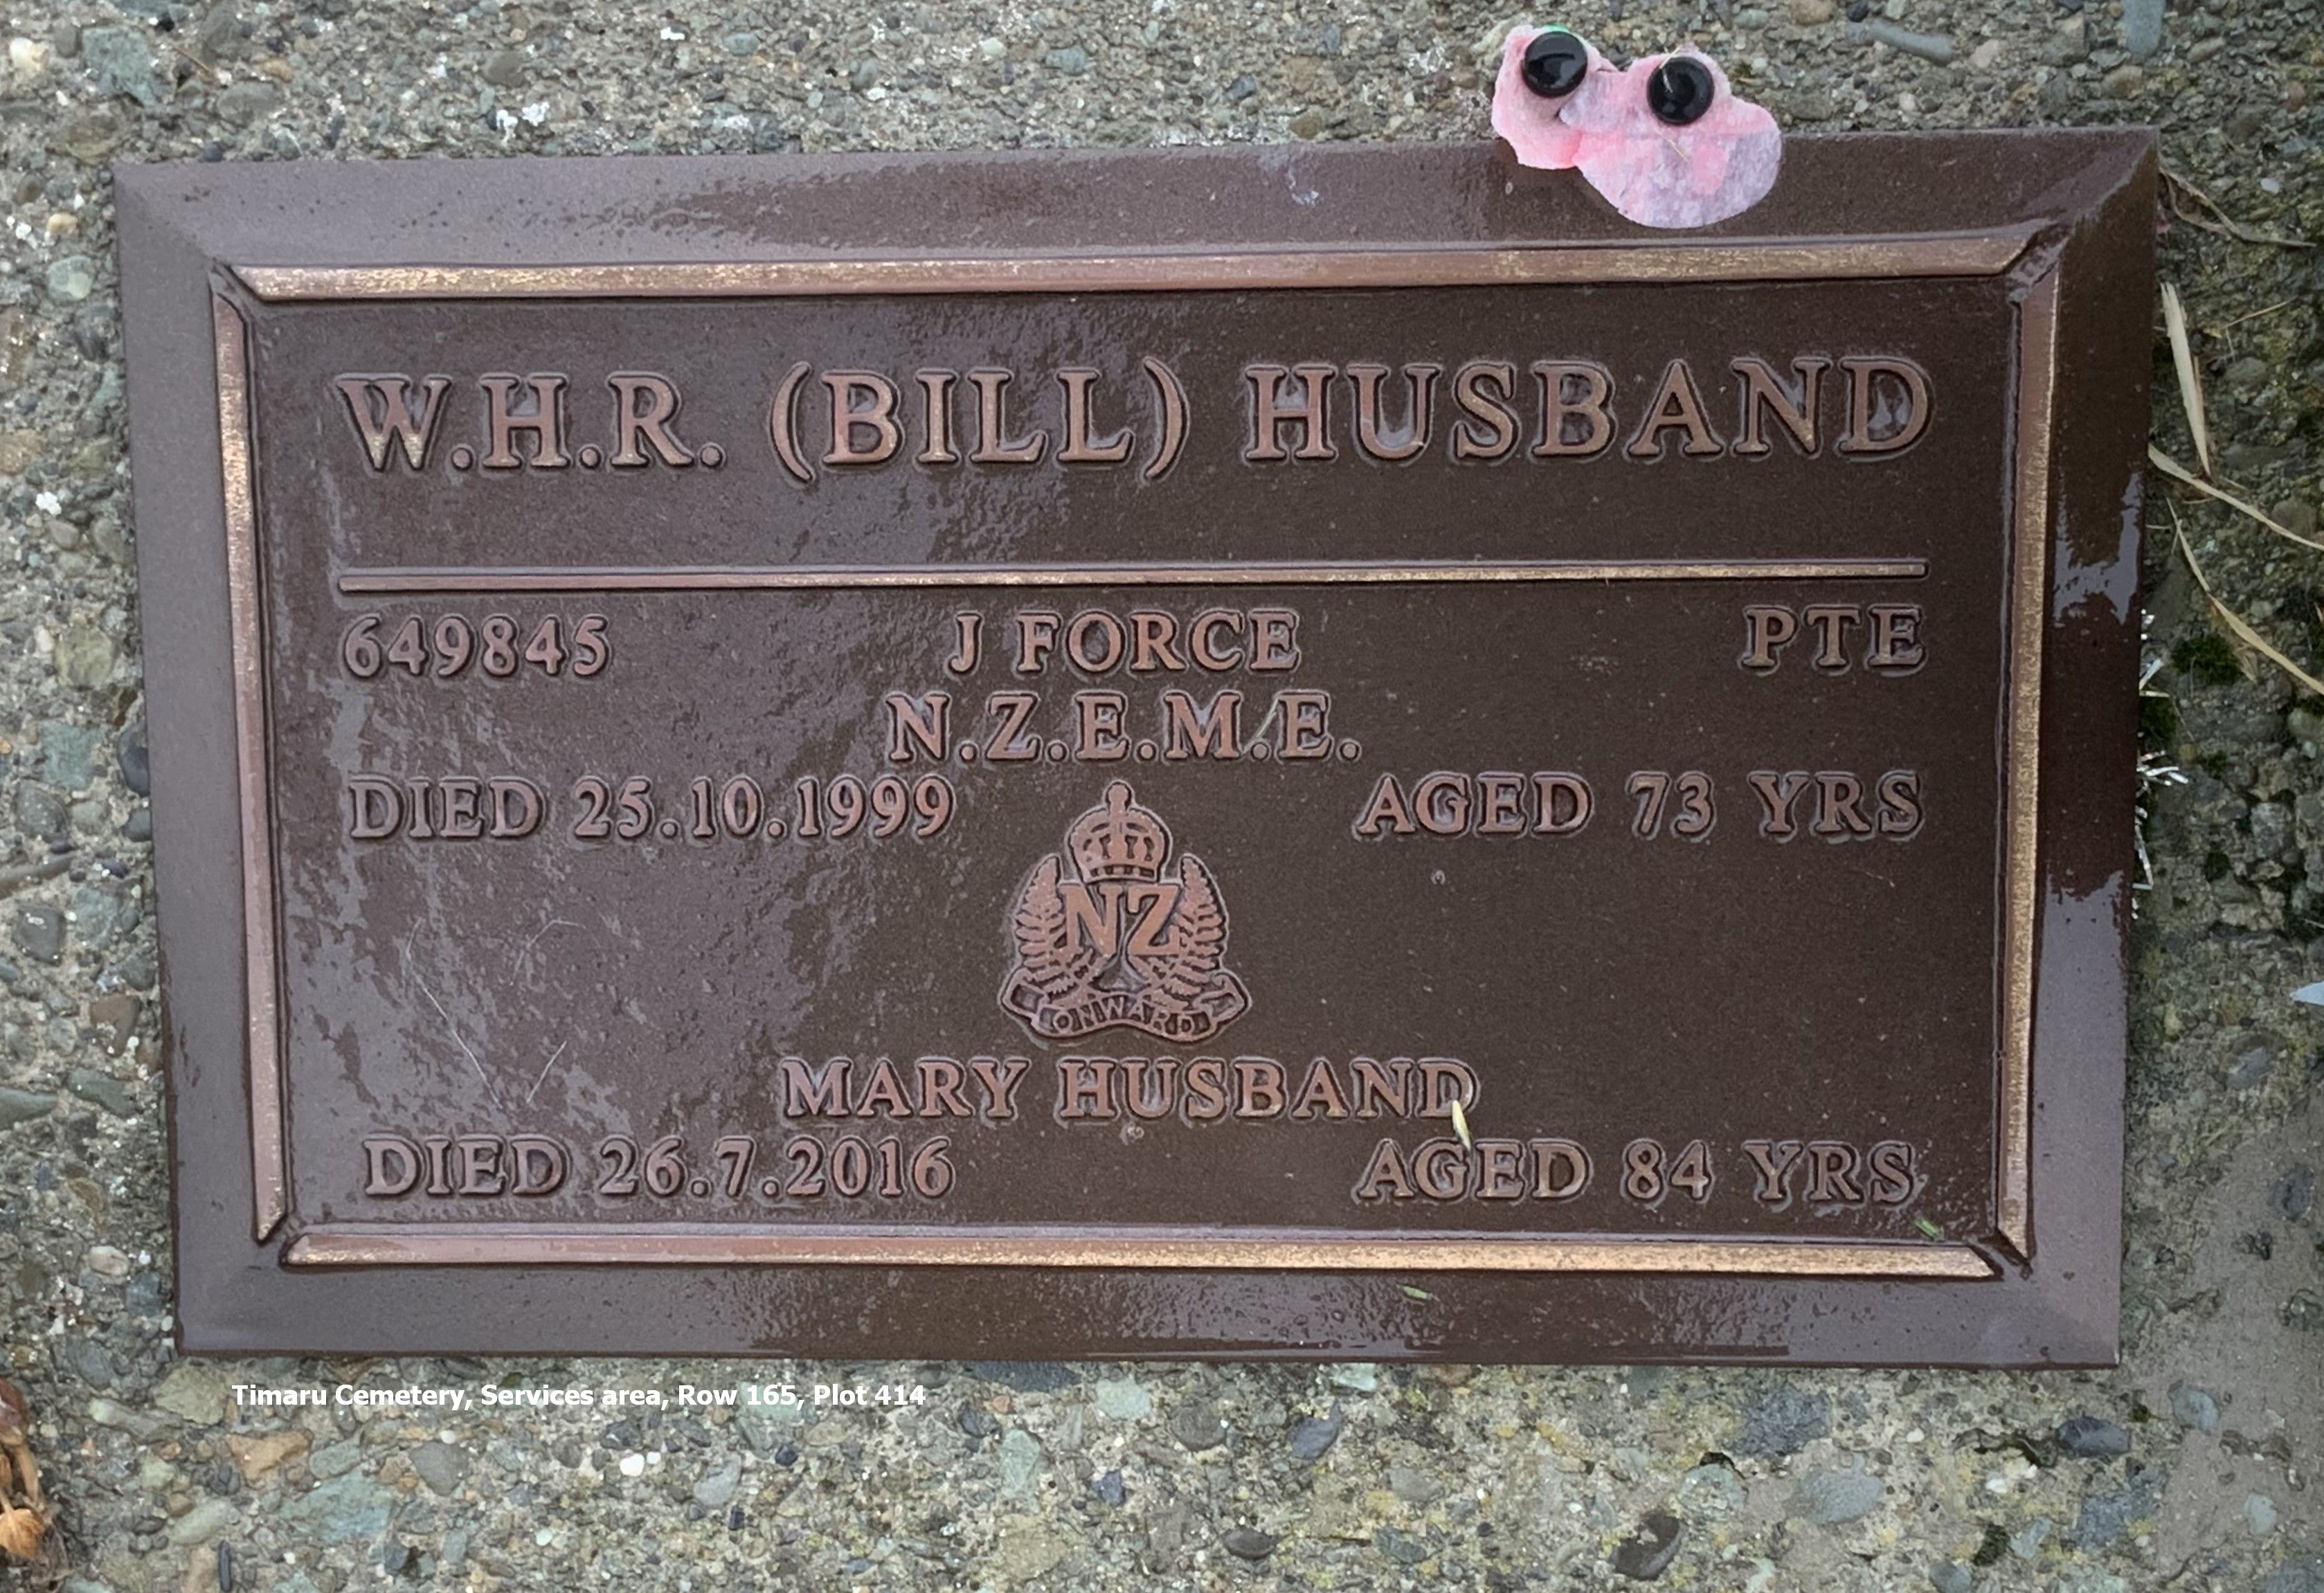 W.H.R. (BILL) HUSBAND
649845 J FORCE PTE
N.Z.E.M.E.
DIED 25.10.1999 AGED 73 YRS
NZ
ONWARD
MARY HUSBAND
DIED 26.7.2016 AGED 84 YRS
Timaru Cemetery, Services area, Row 165, Plot 414